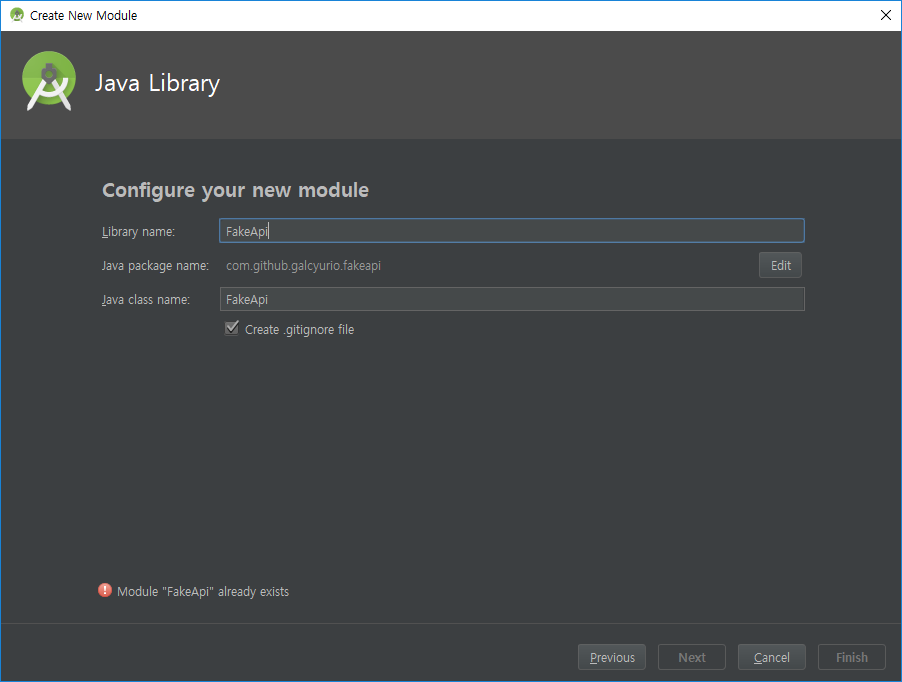 Create New Module
Java Library
Configure your new module
Library name: FakeApi
Java package name: com.github.galcyurio.fakeapi Edit
Java class name: FakeApi
Create .gitignore file
Module "FakeApi" already exists
Previous Next Cancel Finish